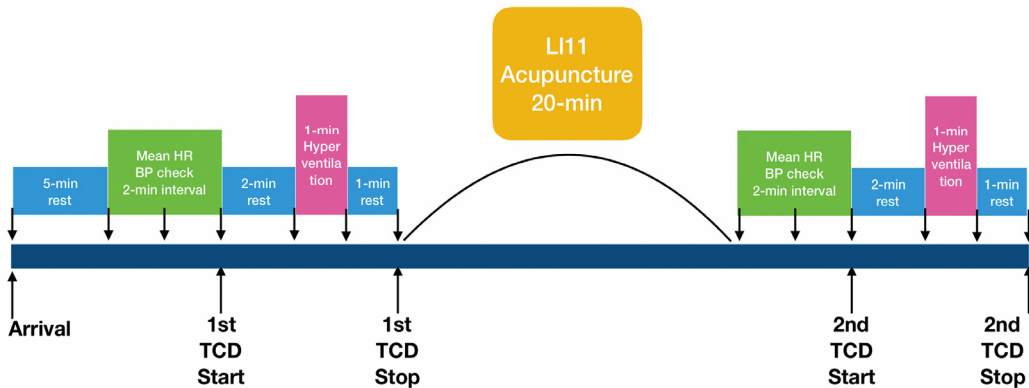 LI11
Acupuncture
20-min
5-min
rest
Mean HR
BP check
2-min interval
2-min
rest
1-min
Hyper
ventila
tion
1-min
rest
Mean HR
BP check
2-min interval
2-min
rest
1-min
Hyper
ventila
tion
1-min
rest
Arrival
1st
TCD
Start
1st
TCD
Stop
2nd
TCD
Start
2nd
TCD
Stop